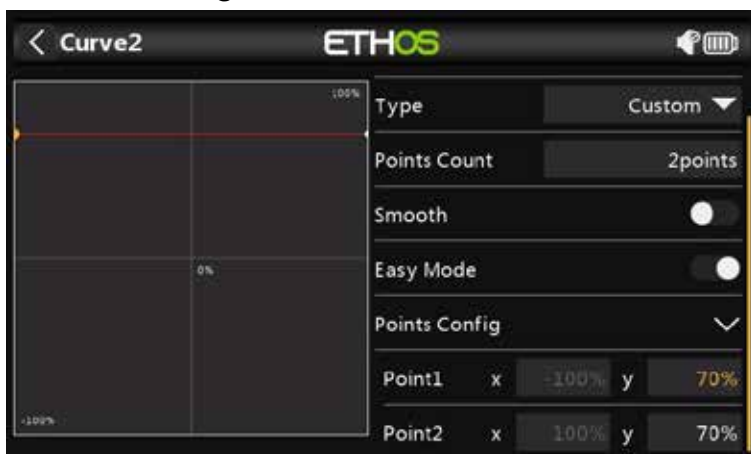 Curve2
ETHOS
100%
0%
-100%
Type Custom
Points Count 2points
Smooth
Easy Mode
Points Config
Point1 x -100% y 70%
Point2 x 100% y 70%